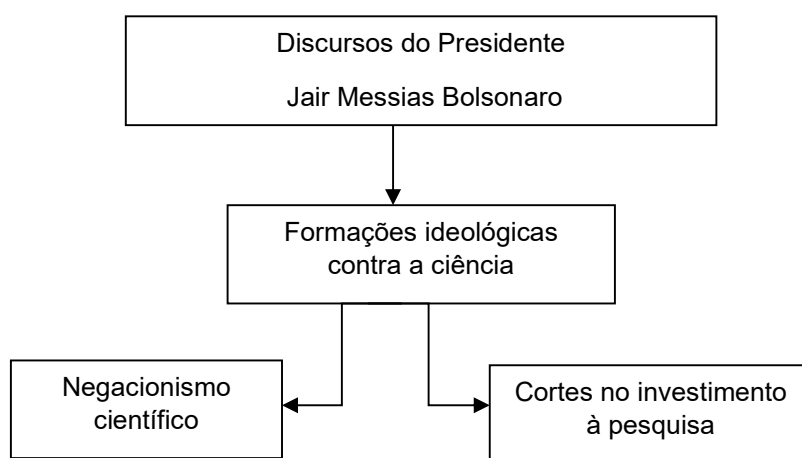 Discursos do Presidente
Jair Messias Bolsonaro
Formações ideológicas
contra a ciência
Negacionismo
científico
Cortes no investimento
à pesquisa